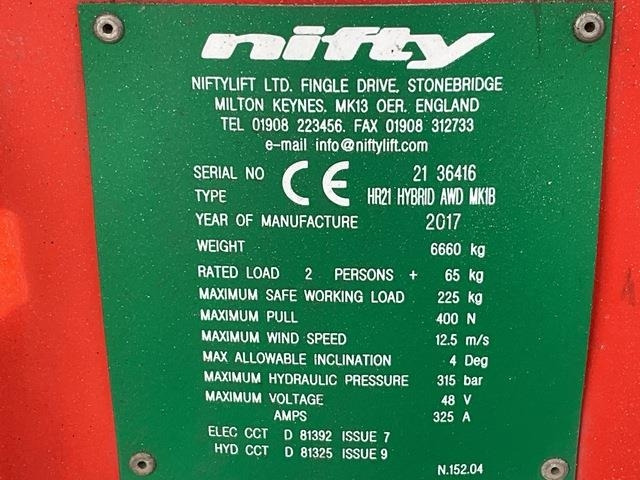 nifty
NIFTYLIFT LTD. FINGLE DRIVE, STONEBRIDGE
MILTON KEYNES, MK13 OER, ENGLAND
TEL 01908 223456. FAX 01908 312733
e-mail info@niftylift.com
SERIAL NO CE 21 36416
TYPE HR21 HYBRID AWD MK1B
YEAR OF MANUFACTURE 2017
WEIGHT 6660 kg
RATED LOAD 2 PERSONS + 65 kg
MAXIMUM SAFE WORKING LOAD 225 kg
MAXIMUM PULL 400 N
MAXIMUM WIND SPEED 12.5 m/s
MAX ALLOWABLE INCLINATION 4 Deg
MAXIMUM HYDRAULIC PRESSURE 315 bar
MAXIMUM VOLTAGE 48 V
AMPS 325 A
ELEC CCT D 81392 ISSUE 7
HYD CCT D 81325 ISSUE 9
N.152.04